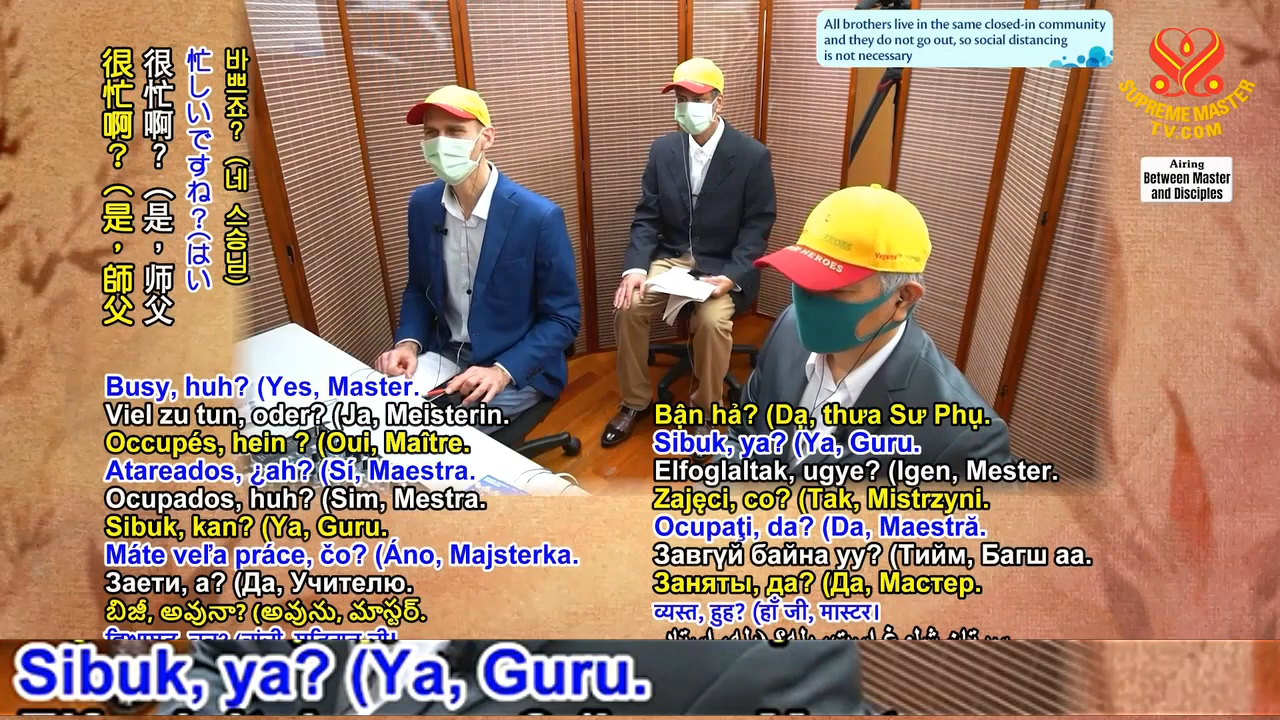 All brothers live in the same closed-in community
and they do not go out, so social distancing
is not necessary
SUPREME MASTER
TV.COM
Airing
Between Master
and Disciples
바쁘죠? (네 스승님)
忙しいですね？(はい
很忙啊？（是，师父
很忙啊？（是，師父
HEROES
Busy, huh? (Yes, Master.
Viel zu tun, oder? (Ja, Meisterin.
Occupés, hein ? (Oui, Maître.
Atareados, ¿ah? (Sí, Maestra.
Ocupados, huh? (Sim, Mestra.
Sibuk, kan? (Ya, Guru.
Máte veľa práce, čo? (Áno, Majsterka.
Заети, а? (Да, Учителю.
బిజీ, అవునా? (అవును, మాస్టర్.
Bận hả? (Dạ, thưa Sư Phụ.
Sibuk, ya? (Ya, Guru.
Elfoglaltak, ugye? (Igen, Mester.
Zajęci, co? (Tak, Mistrzyni.
Ocupaţi, da? (Da, Maestră.
Завгүй байна уу? (Тийм, Багш аа.
Заняты, да? (Да, Мастер.
व्यस्त, हुह? (हाँ जी, मास्टर।
Sibuk, ya? (Ya, Guru.